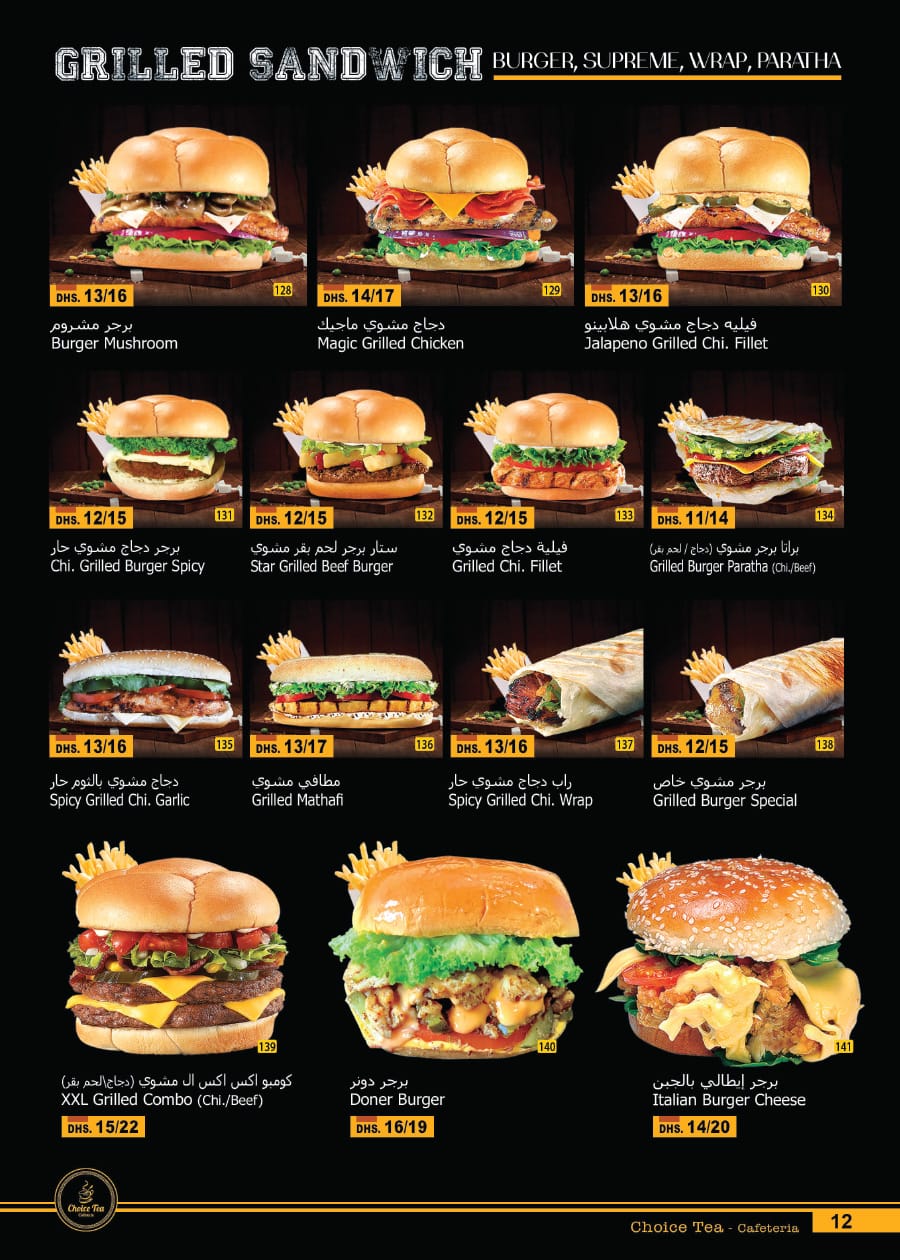 GRILLED SANDWICH BURGER, SUPREME, WRAP, PARATHA
DHS. 13/16
128
برجر مشروم
Burger Mushroom
DHS. 14/17
129
دجاج مشوي ماجيك
Magic Grilled Chicken
DHS. 13/16
130
فيليه دجاج مشوي هلابينو
Jalapeno Grilled Chi. Fillet
DHS. 12/15
131
برجر دجاج مشوي حار
Chi. Grilled Burger Spicy
DHS. 12/15
132
ستار برجر لحم بقر مشوي
Star Grilled Beef Burger
DHS. 12/15
133
فيلية دجاج مشوي
Grilled Chi. Fillet
DHS. 11/14
134
براتا برجر مشوي (دجاج / لحم بقر)
Grilled Burger Paratha (Chi./Beef)
DHS. 13/16
135
دجاج مشوي بالثوم حار
Spicy Grilled Chi. Garlic
DHS. 13/17
136
مطافي مشوي
Grilled Mathafi
DHS. 13/16
137
راب دجاج مشوي حار
Spicy Grilled Chi. Wrap
DHS. 12/15
138
برجر مشوي خاص
Grilled Burger Special
139
كومبو اكس اكس ال مشوي (دجاج\لحم بقر)
XXL Grilled Combo (Chi./Beef)
DHS. 15/22
140
برجر دونر
Doner Burger
DHS. 16/19
141
برجر إيطالي بالجبن
Italian Burger Cheese
DHS. 14/20
Choice Tea
Cafeteria
Choice Tea - Cafeteria
12